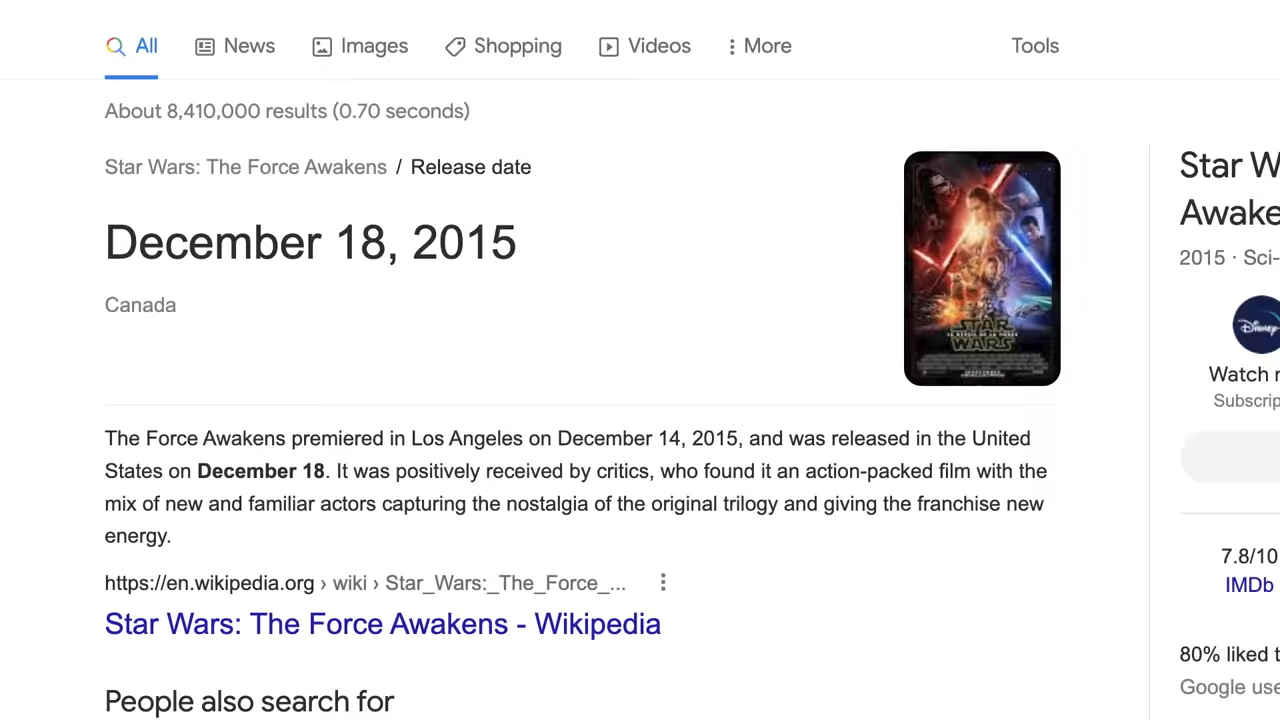 All
News
Images
Shopping
Videos
More
Tools
About 8,410,000 results (0.70 seconds)
Star Wars: The Force Awakens / Release date
December 18, 2015
Canada
STAR
WARS
The Force Awakens premiered in Los Angeles on December 14, 2015, and was released in the United
States on December 18. It was positively received by critics, who found it an action-packed film with the
mix of new and familiar actors capturing the nostalgia of the original trilogy and giving the franchise new
energy.
https://en.wikipedia.org › wiki › Star_Wars:_The_Force_...
Star Wars: The Force Awakens - Wikipedia
People also search for
Star W
Awake
2015 · Sci-
Disney
Watch
Subscrip
7.8/10
IMDb
80% liked t
Google use